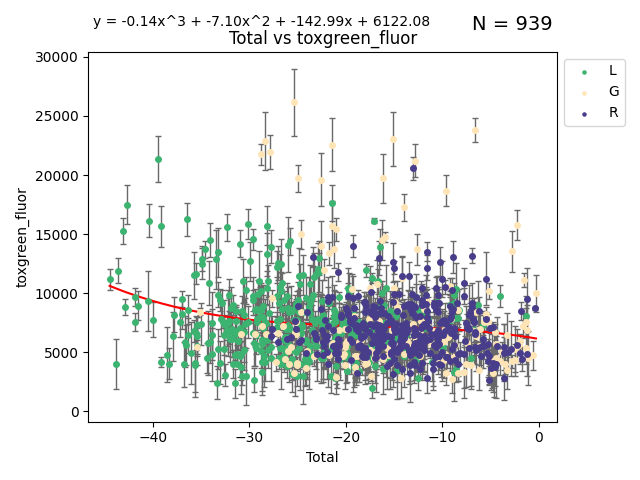 y = -0.14x^3 + -7.10x^2 + -142.99x + 6122.08
N = 939
Total vs toxgreen_fluor
30000
25000
20000
15000
10000
5000
0
toxgreen_fluor
−40
−30
−20
−10
0
Total
L
G
R